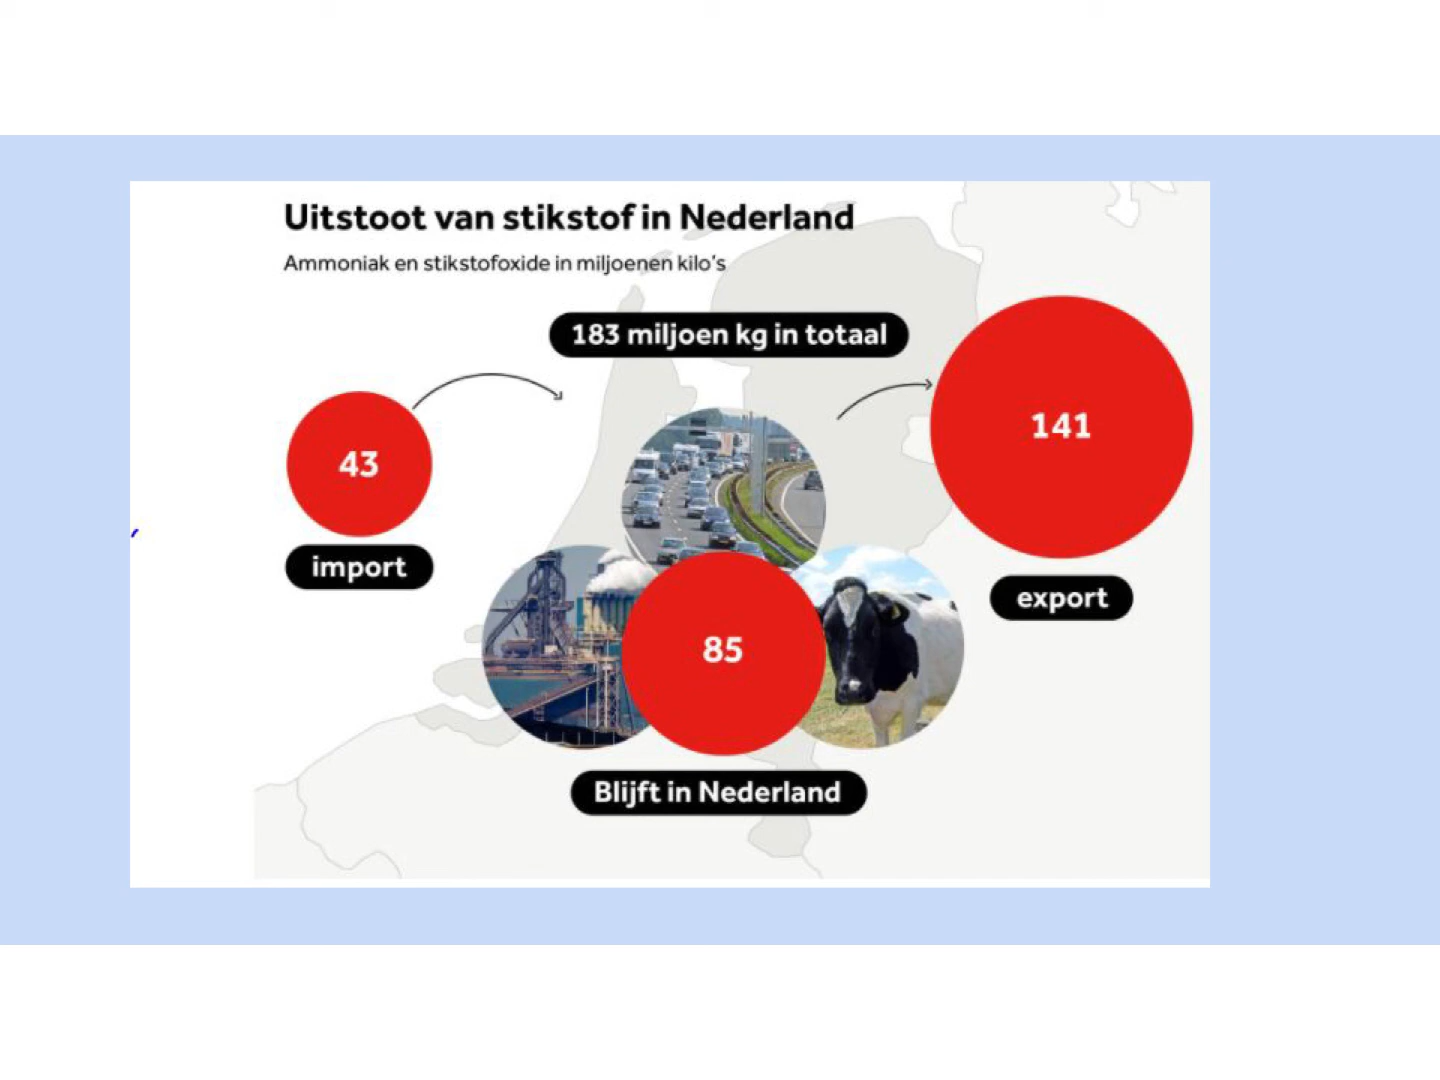 Uitstoot van stikstof in Nederland
Ammoniak en stikstofoxide in miljoenen kilo's
183 miljoen kg in totaal
43
import
141
export
85
Blijft in Nederland